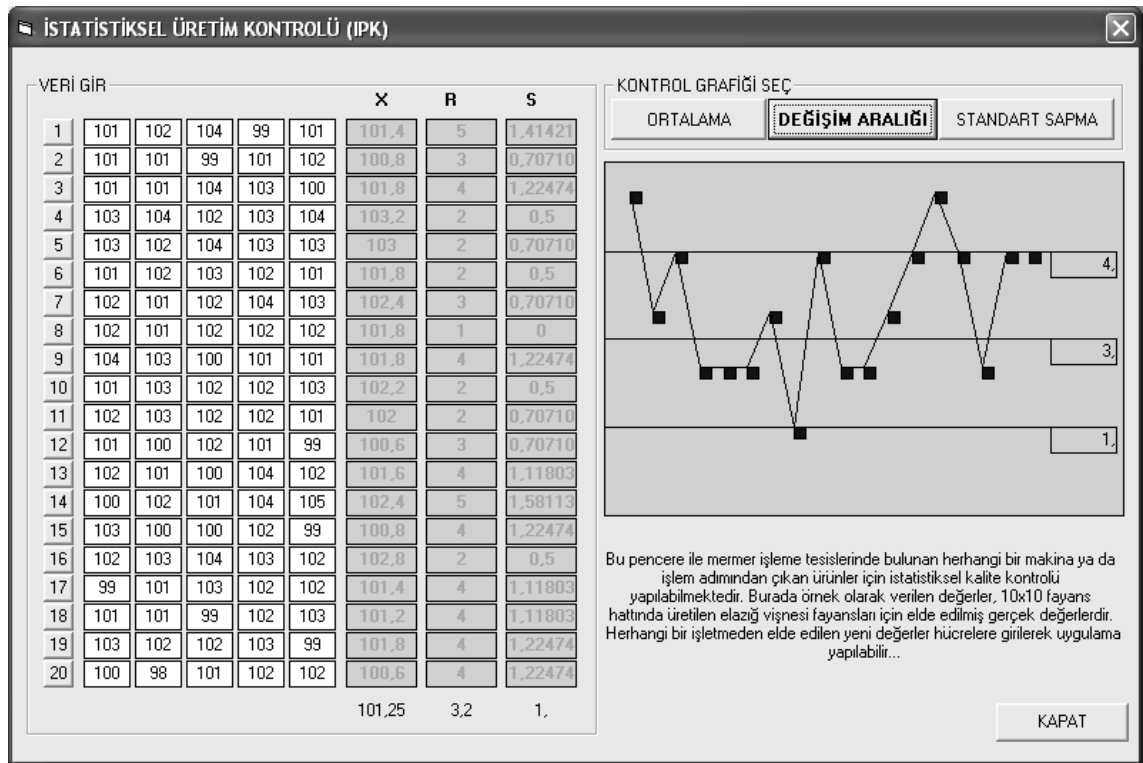 İSTATİSTİKSEL ÜRETİM KONTROLÜ (IPK)
VERİ GİR
X R S
1 101 102 104 99 101 101,4 5 1,41421
2 101 101 99 101 102 100,8 3 0,70710
3 101 101 104 103 100 101,8 4 1,22474
4 103 104 102 103 104 103,2 2 0,5
5 103 102 104 103 103 103 2 0,70710
6 101 102 103 102 101 101,8 2 0,5
7 102 101 102 104 103 102,4 3 0,70710
8 102 101 102 102 102 101,8 1 0
9 104 103 100 101 101 101,8 4 1,22474
10 101 103 102 102 103 102,2 2 0,5
11 102 103 102 102 101 102 2 0,70710
12 101 100 102 101 99 100,6 3 0,70710
13 102 101 100 104 102 101,6 4 1,11803
14 100 102 101 104 105 102,4 5 1,58113
15 103 100 100 102 99 100,8 4 1,22474
16 102 103 104 103 102 102,8 2 0,5
17 99 101 103 102 102 101,4 4 1,11803
18 101 101 99 102 103 101,2 4 1,11803
19 103 102 102 103 99 101,8 4 1,22474
20 100 98 101 102 102 100,6 4 1,22474
101,25 3,2 1,
KONTROL GRAFİĞİ SEÇ
ORTALAMA DEĞİŞİM ARALIĞI STANDART SAPMA
4,
3,
1,
Bu pencere ile mermer işleme tesislerinde bulunan herhangi bir makina ya da
işlem adımından çıkan ürünler için istatistiksel kalite kontrolü
yapılabilmektedir. Burada örnek olarak verilen değerler, 10x10 fayans
hattında üretilen elazığ vişnesi fayansları için elde edilmiş gerçek değerlerdir.
Herhangi bir işletmeden elde edilen yeni değerler hücrelere girilerek uygulama
yapılabilir...
KAPAT